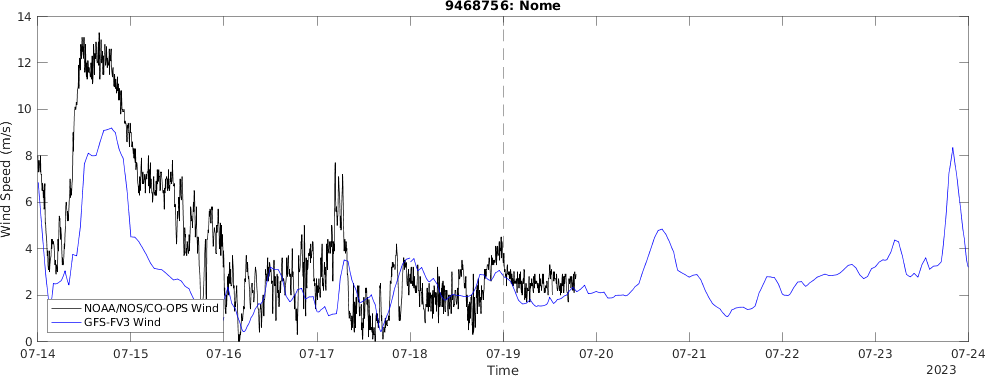 9468756: Nome
14
12
10
8
6
4
2
0
Wind Speed (m/s)
NOAA/NOS/CO-OPS Wind
GFS-FV3 Wind
07-14 07-15 07-16 07-17 07-18 07-19 07-20 07-21 07-22 07-23 07-24
Time
2023